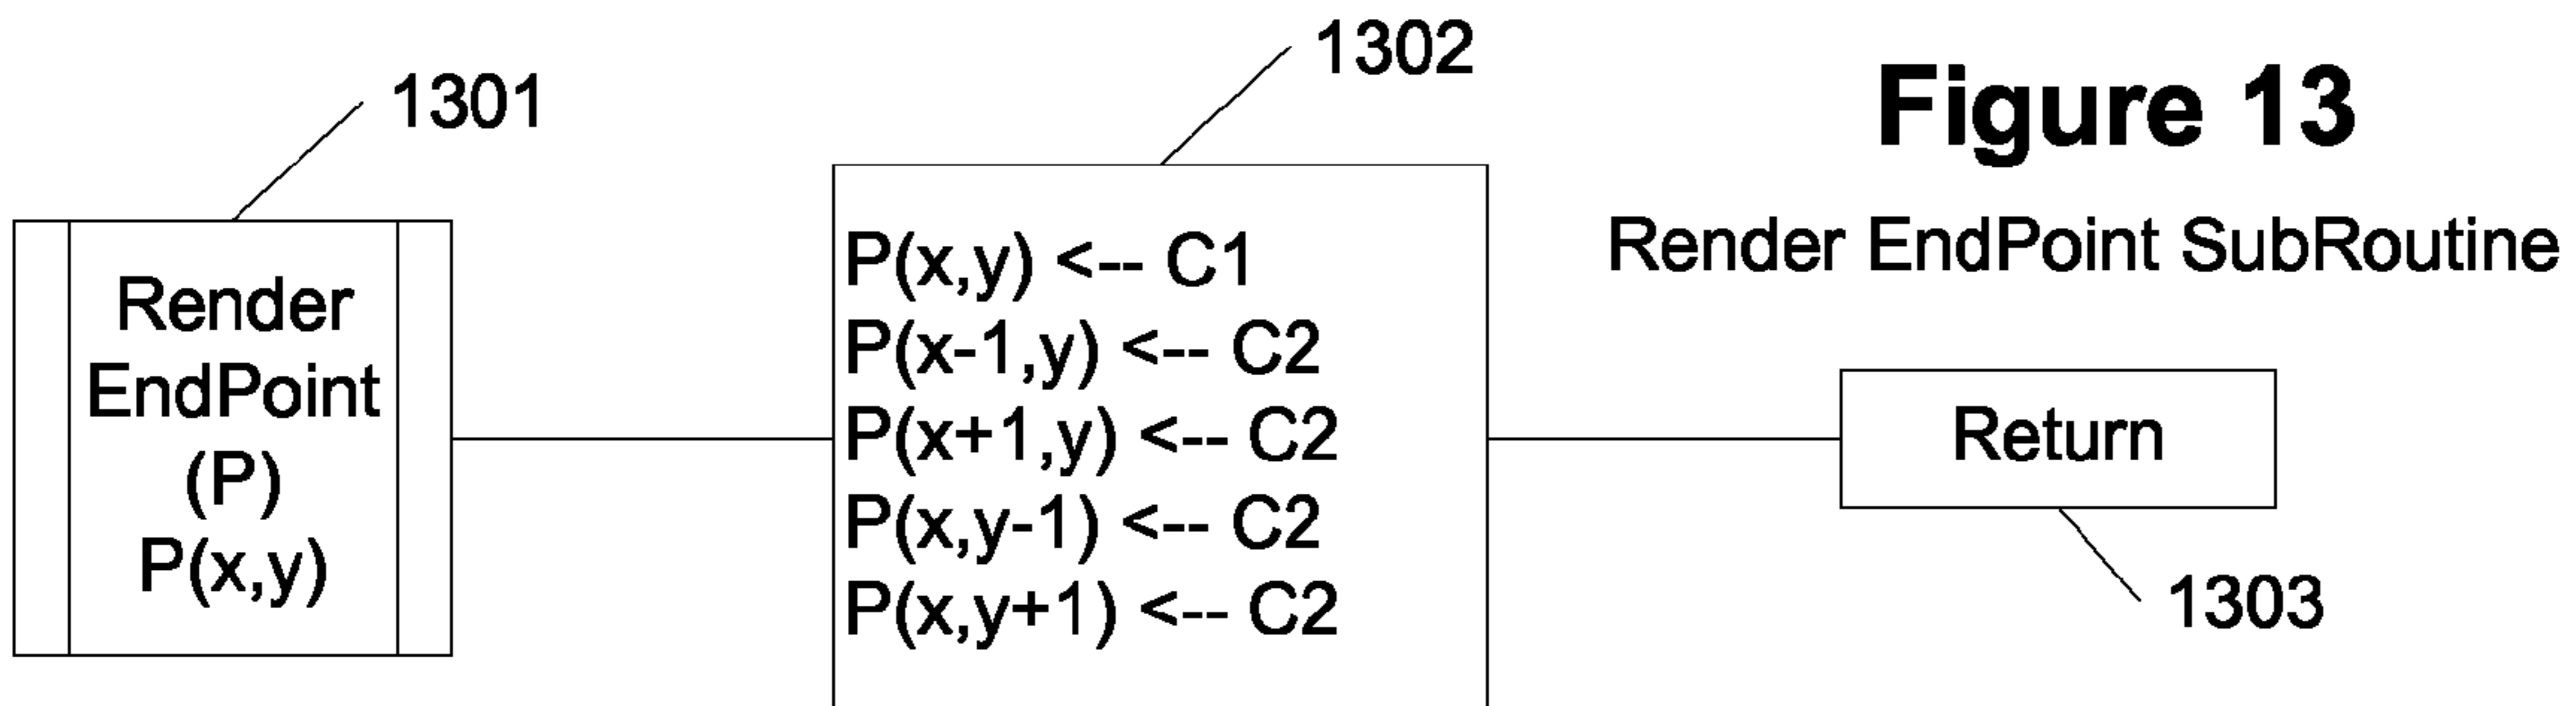 1301
Render
EndPoint
(P)
P(x,y)
1302
P(x,y) <-- C1
P(x-1,y) <-- C2
P(x+1,y) <-- C2
P(x,y-1) <-- C2
P(x,y+1) <-- C2
Figure 13
Render EndPoint SubRoutine
Return
1303